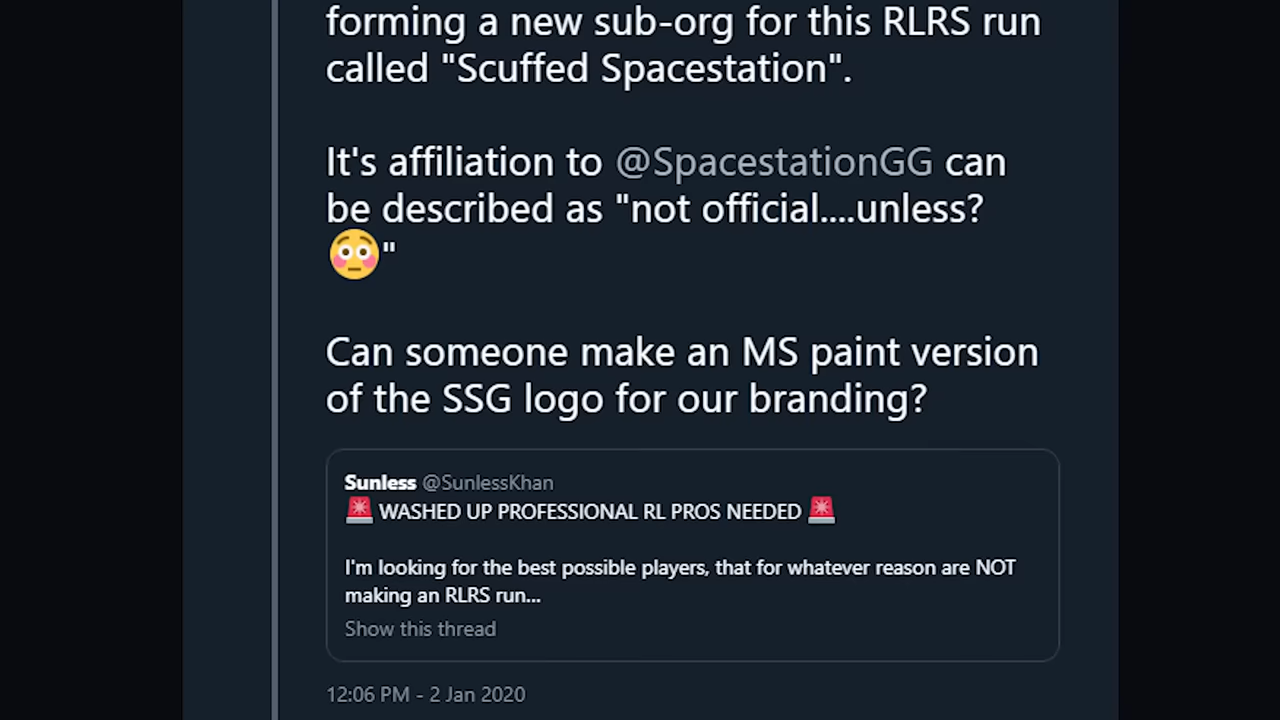 forming a new sub-org for this RLRS run
called "Scuffed Spacestation".
It's affiliation to @SpacestationGG can
be described as "not official....unless?
😳"
Can someone make an MS paint version
of the SSG logo for our branding?
Sunless @SunlessKhan
🚨 WASHED UP PROFESSIONAL RL PROS NEEDED 🚨
I'm looking for the best possible players, that for whatever reason are NOT
making an RLRS run...
Show this thread
12:06 PM - 2 Jan 2020